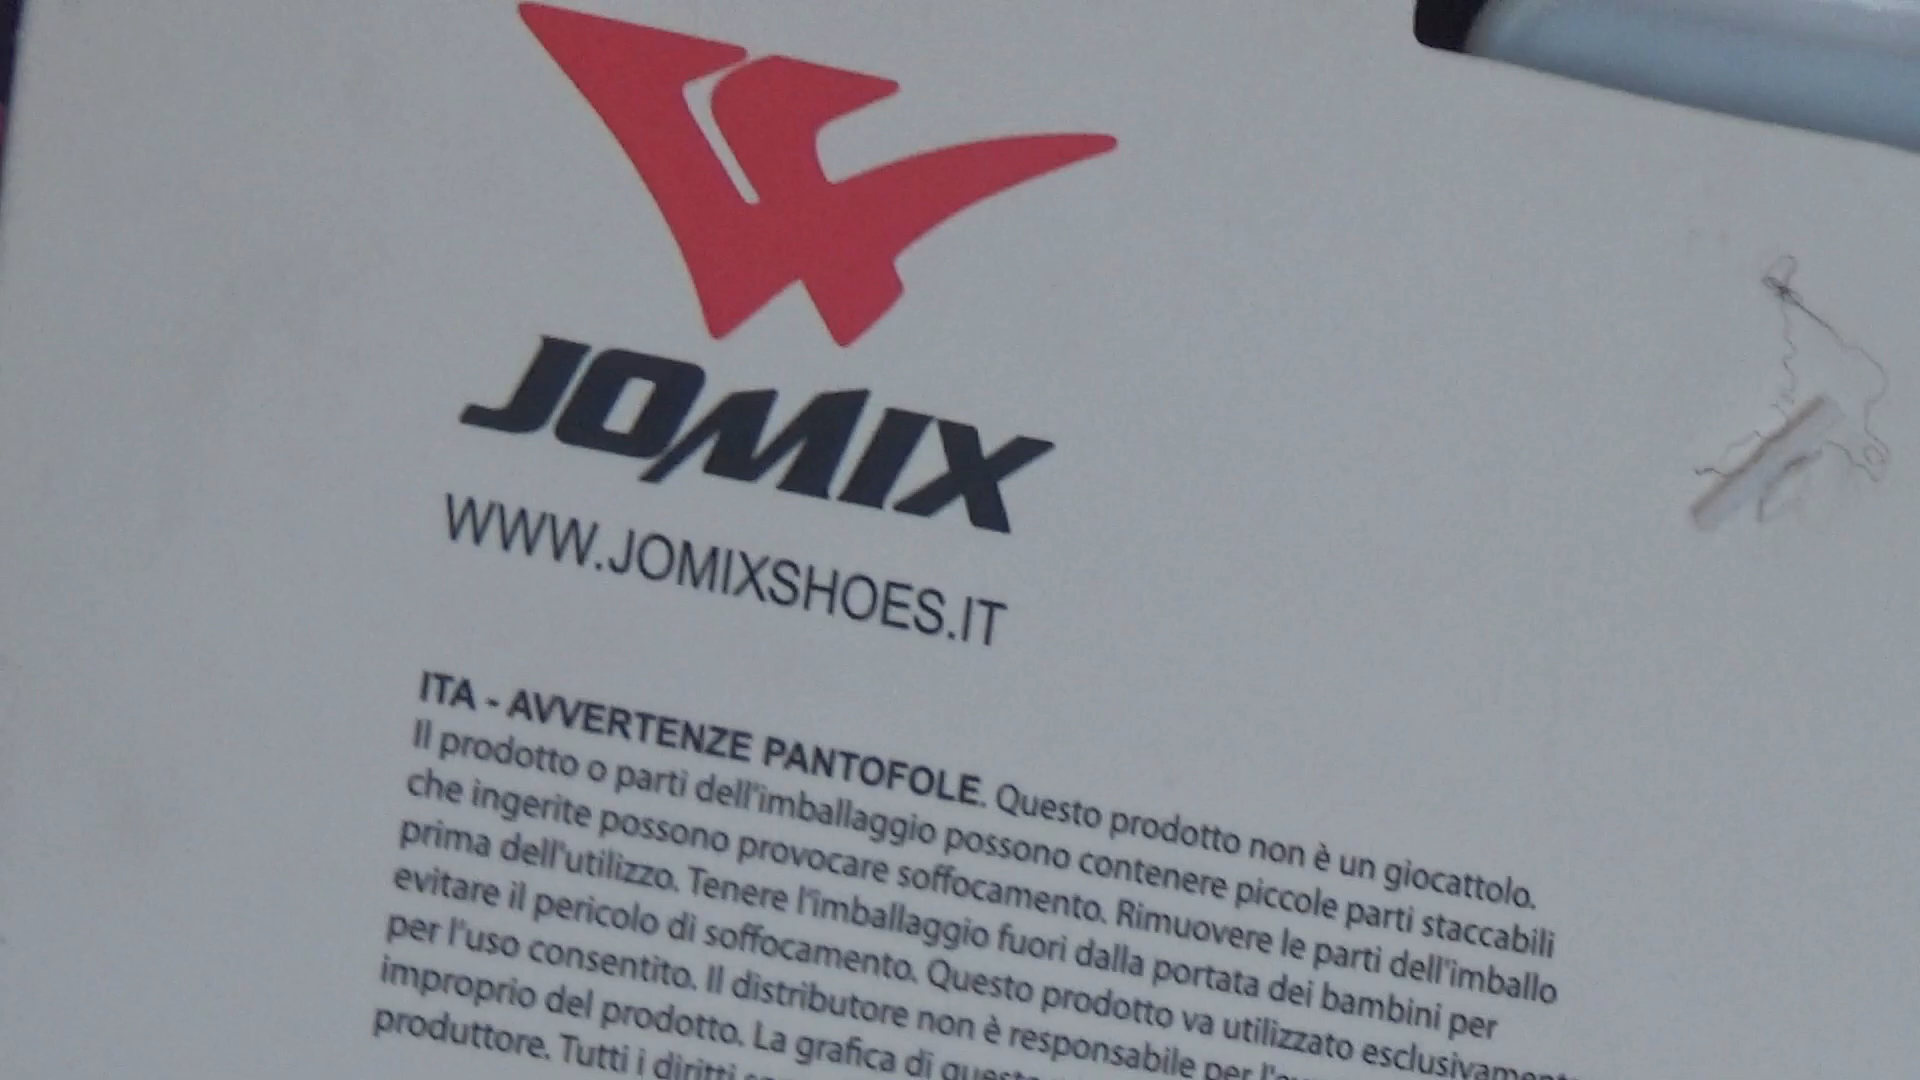 JOMIX
WWW.JOMIXSHOES.IT
ITA - AVVERTENZE PANTOFOLE. Questo prodotto non è un giocattolo.
Il prodotto o parti dell'imballaggio possono contenere piccole parti staccabili
che ingerite possono provocare soffocamento. Rimuovere le parti dell'imballo
prima dell'utilizzo. Tenere l'imballaggio fuori dalla portata dei bambini per
evitare il pericolo di soffocamento. Questo prodotto va utilizzato
per l'uso consentito. Il distributore non è responsabile per
improprio del prodotto. La grafica di
produttore. Tutti i diritti